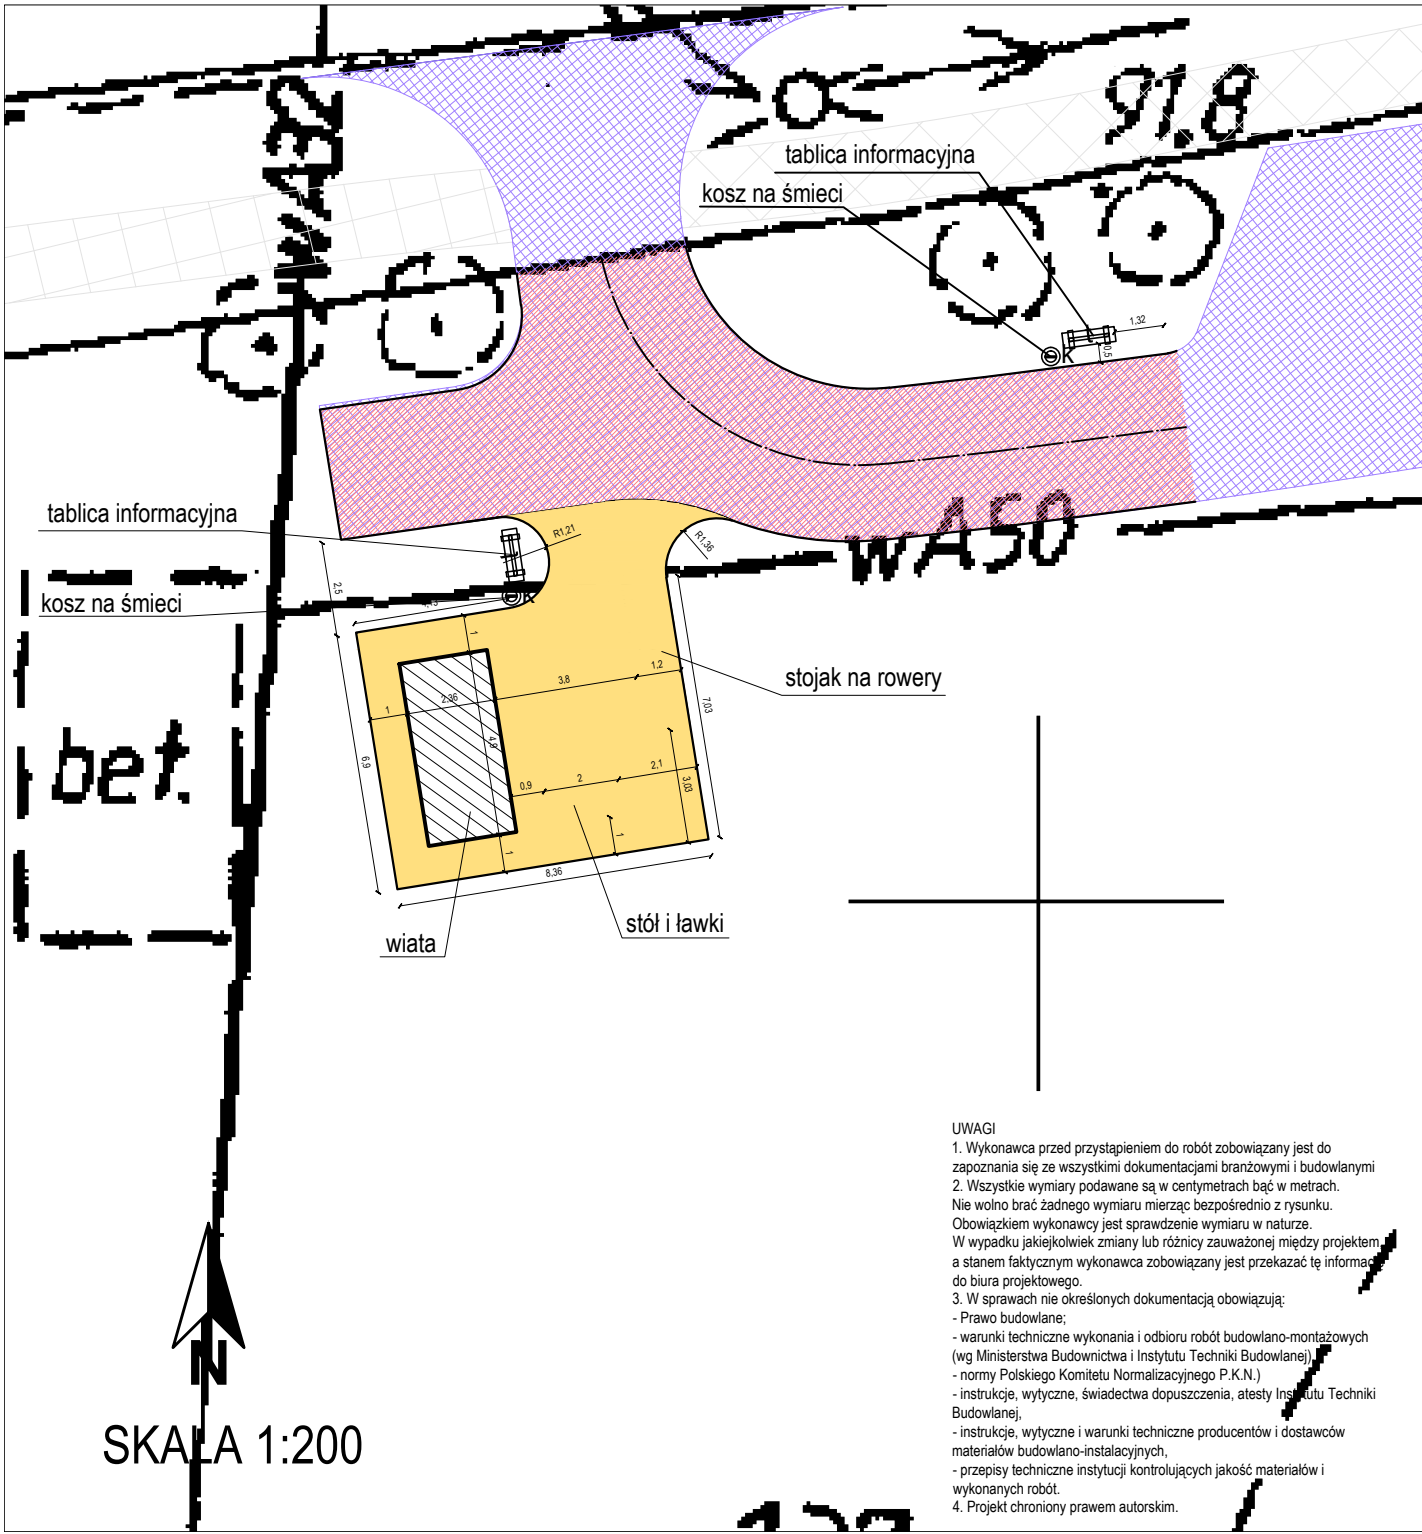 91.8
tablica informacyjna
kosz na śmieci
1,32
0,5
K
tablica informacyjna
R1,21
R1,36
wA50
2,5
kosz na śmieci
K
1
stojak na rowery
1,2
3,8
2,36
1
7,03
4,9
6,9
bet.
2,1
2
0,9
3,03
1
1
8,36
stół i ławki
wiata
UWAGI
1. Wykonawca przed przystąpieniem do robót zobowiązany jest do
zapoznania się ze wszystkimi dokumentacjami branżowymi i budowlanymi
2. Wszystkie wymiary podawane są w centymetrach bąć w metrach.
Nie wolno brać żadnego wymiaru mierząc bezpośrednio z rysunku.
Obowiązkiem wykonawcy jest sprawdzenie wymiaru w naturze.
W wypadku jakiejkolwiek zmiany lub różnicy zauważonej między projektem
a stanem faktycznym wykonawca zobowiązany jest przekazać tę informację
do biura projektowego.
3. W sprawach nie określonych dokumentacją obowiązują:
- Prawo budowlane;
- warunki techniczne wykonania i odbioru robót budowlano-montażowych
(wg Ministerstwa Budownictwa i Instytutu Techniki Budowlanej)
- normy Polskiego Komitetu Normalizacyjnego P.K.N.)
- instrukcje, wytyczne, świadectwa dopuszczenia, atesty Instytutu Techniki
Budowlanej,
- instrukcje, wytyczne i warunki techniczne producentów i dostawców
materiałów budowlano-instalacyjnych,
- przepisy techniczne instytucji kontrolujących jakość materiałów i
wykonanych robót.
4. Projekt chroniony prawem autorskim.
N
SKALA 1:200